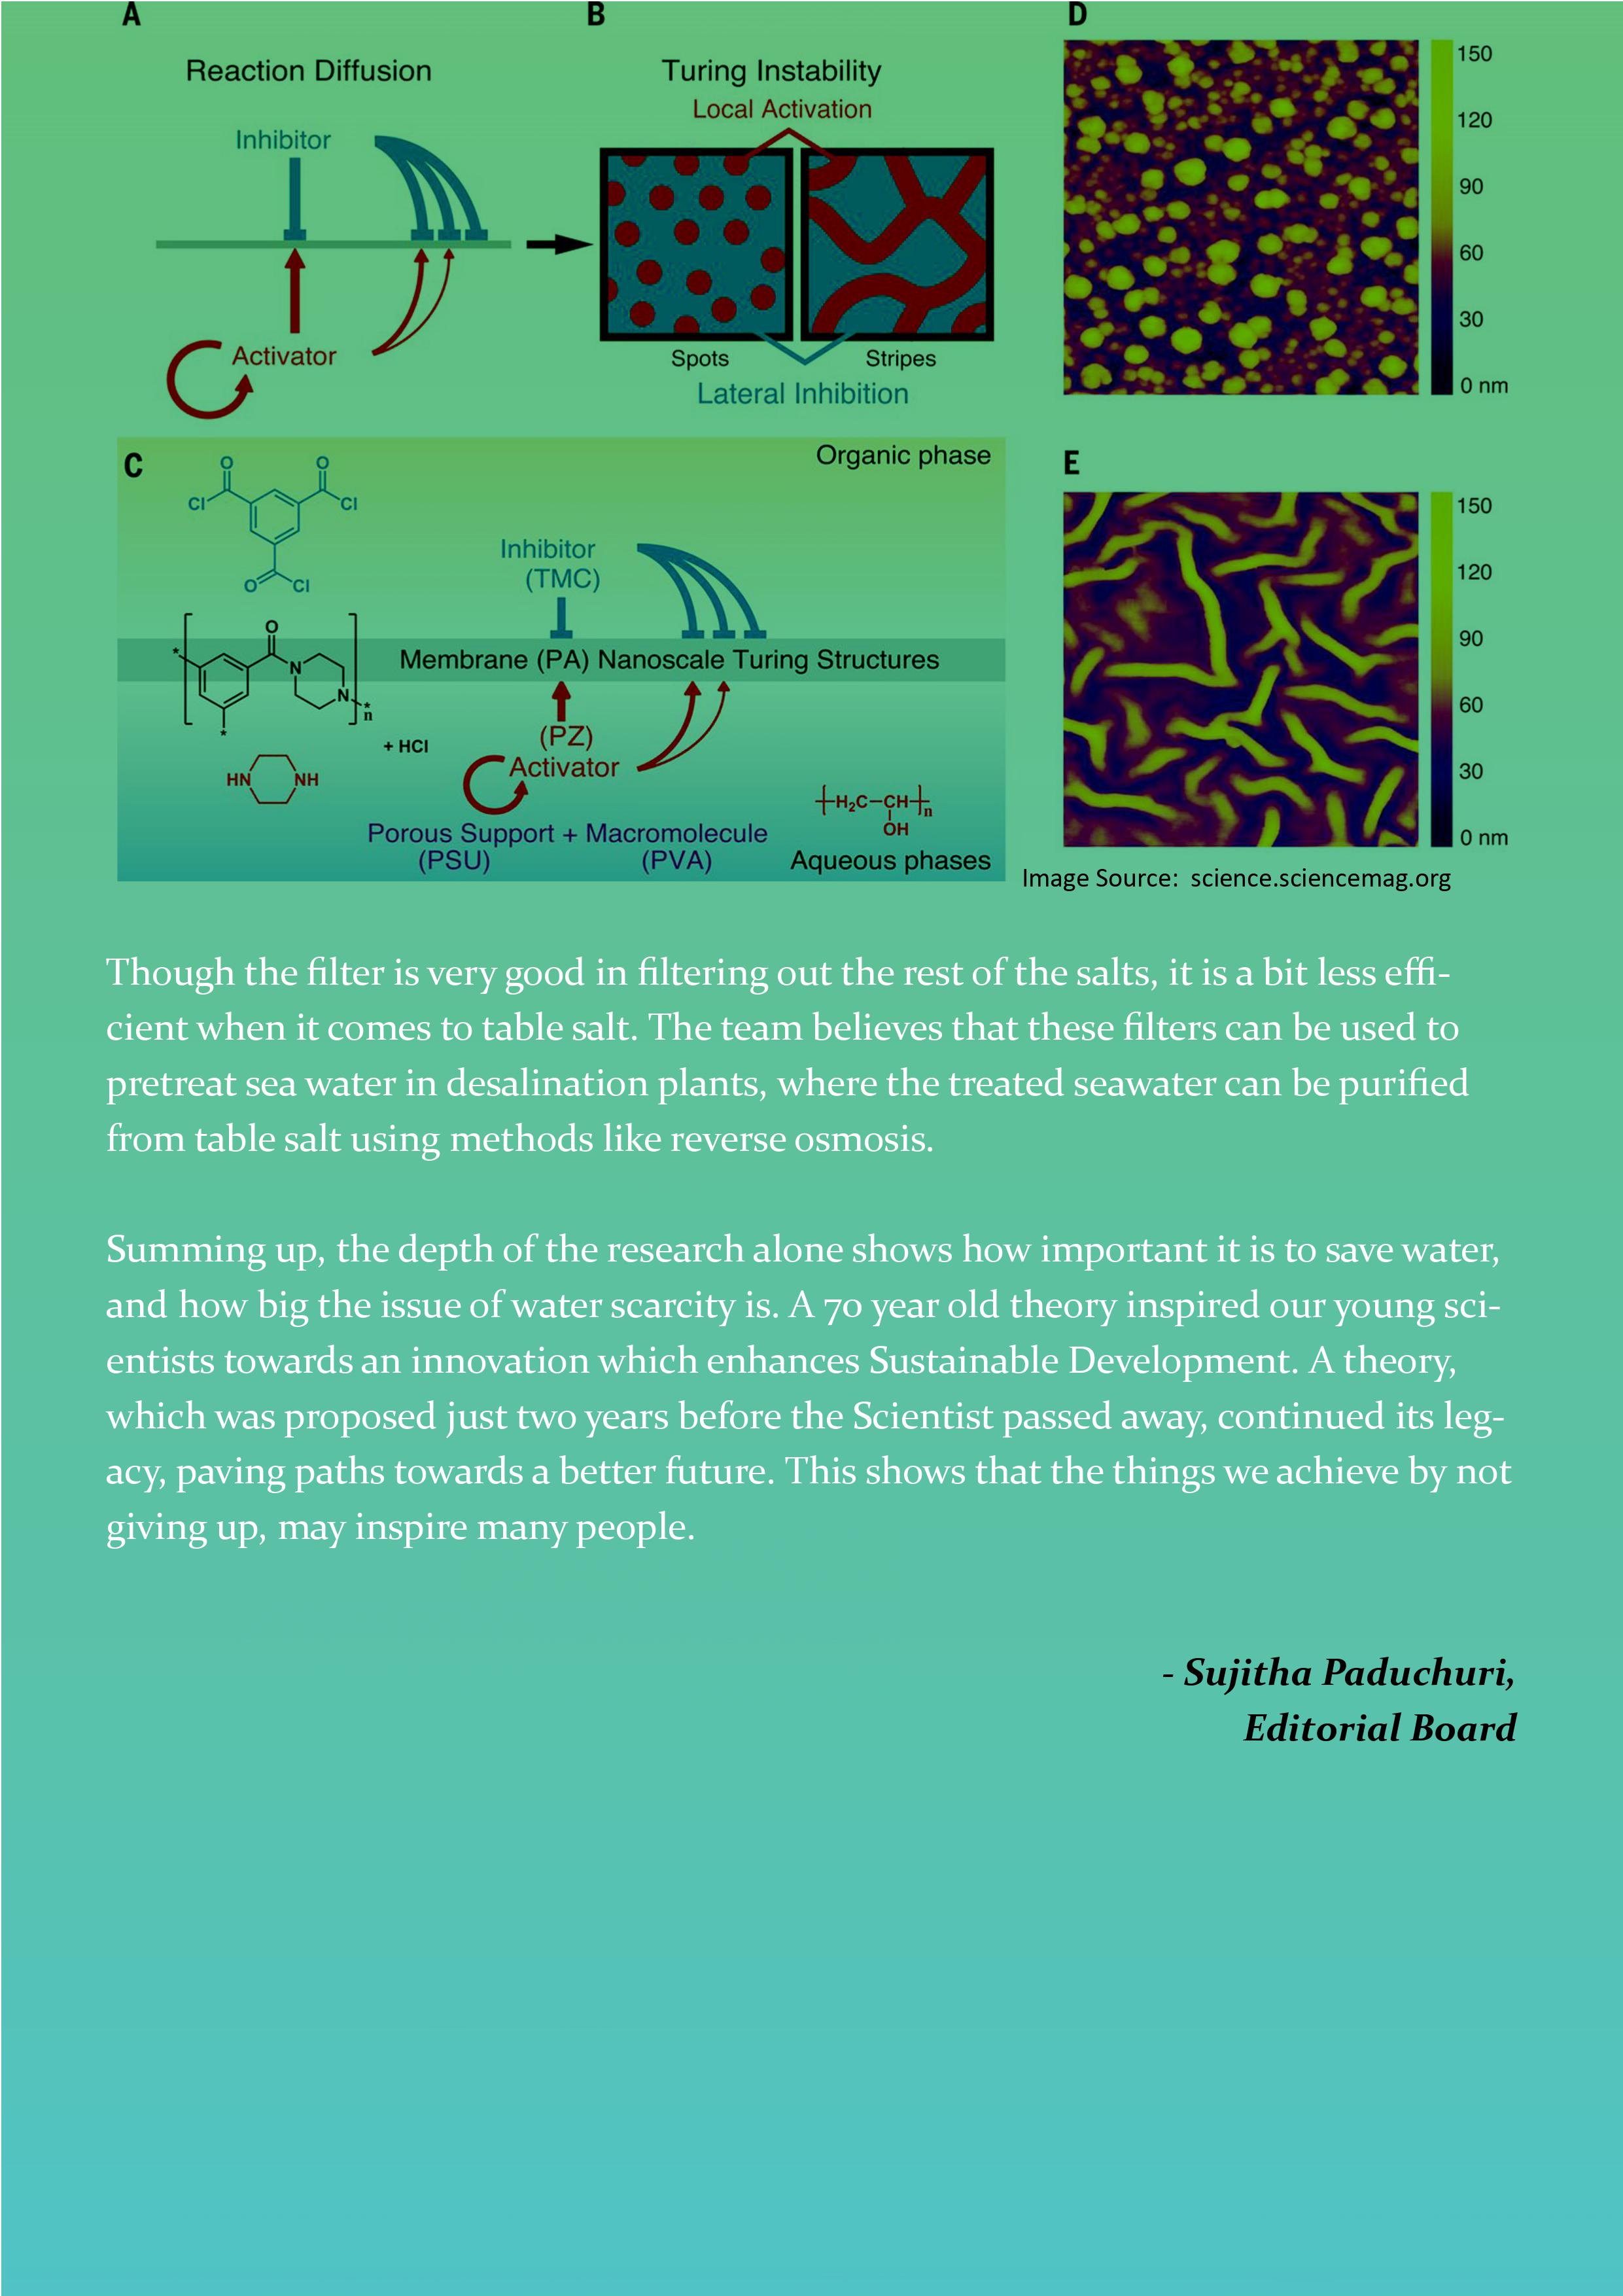 A
Reaction Diffusion
Inhibitor
Activator
B
Turing Instability
Local Activation
Spots
Stripes
Lateral Inhibition
D
150
120
90
60
30
0 nm
C
Organic phase
O
O
Cl
Cl
O
Cl
Inhibitor
(TMC)
O
N
N
*
*
*
n
Membrane (PA) Nanoscale Turing Structures
+ HCl
HN
NH
(PZ)
Activator
Porous Support + Macromolecule
(PSU)
(PVA)
H₂C–CH
n
OH
Aqueous phases
E
150
120
90
60
30
0 nm
Image Source: science.sciencemag.org
Though the filter is very good in filtering out the rest of the salts, it is a bit less effi-
cient when it comes to table salt. The team believes that these filters can be used to
pretreat sea water in desalination plants, where the treated seawater can be purified
from table salt using methods like reverse osmosis.
Summing up, the depth of the research alone shows how important it is to save water,
and how big the issue of water scarcity is. A 70 year old theory inspired our young sci-
entists towards an innovation which enhances Sustainable Development. A theory,
which was proposed just two years before the Scientist passed away, continued its leg-
acy, paving paths towards a better future. This shows that the things we achieve by not
giving up, may inspire many people.
- Sujitha Paduchuri,
Editorial Board